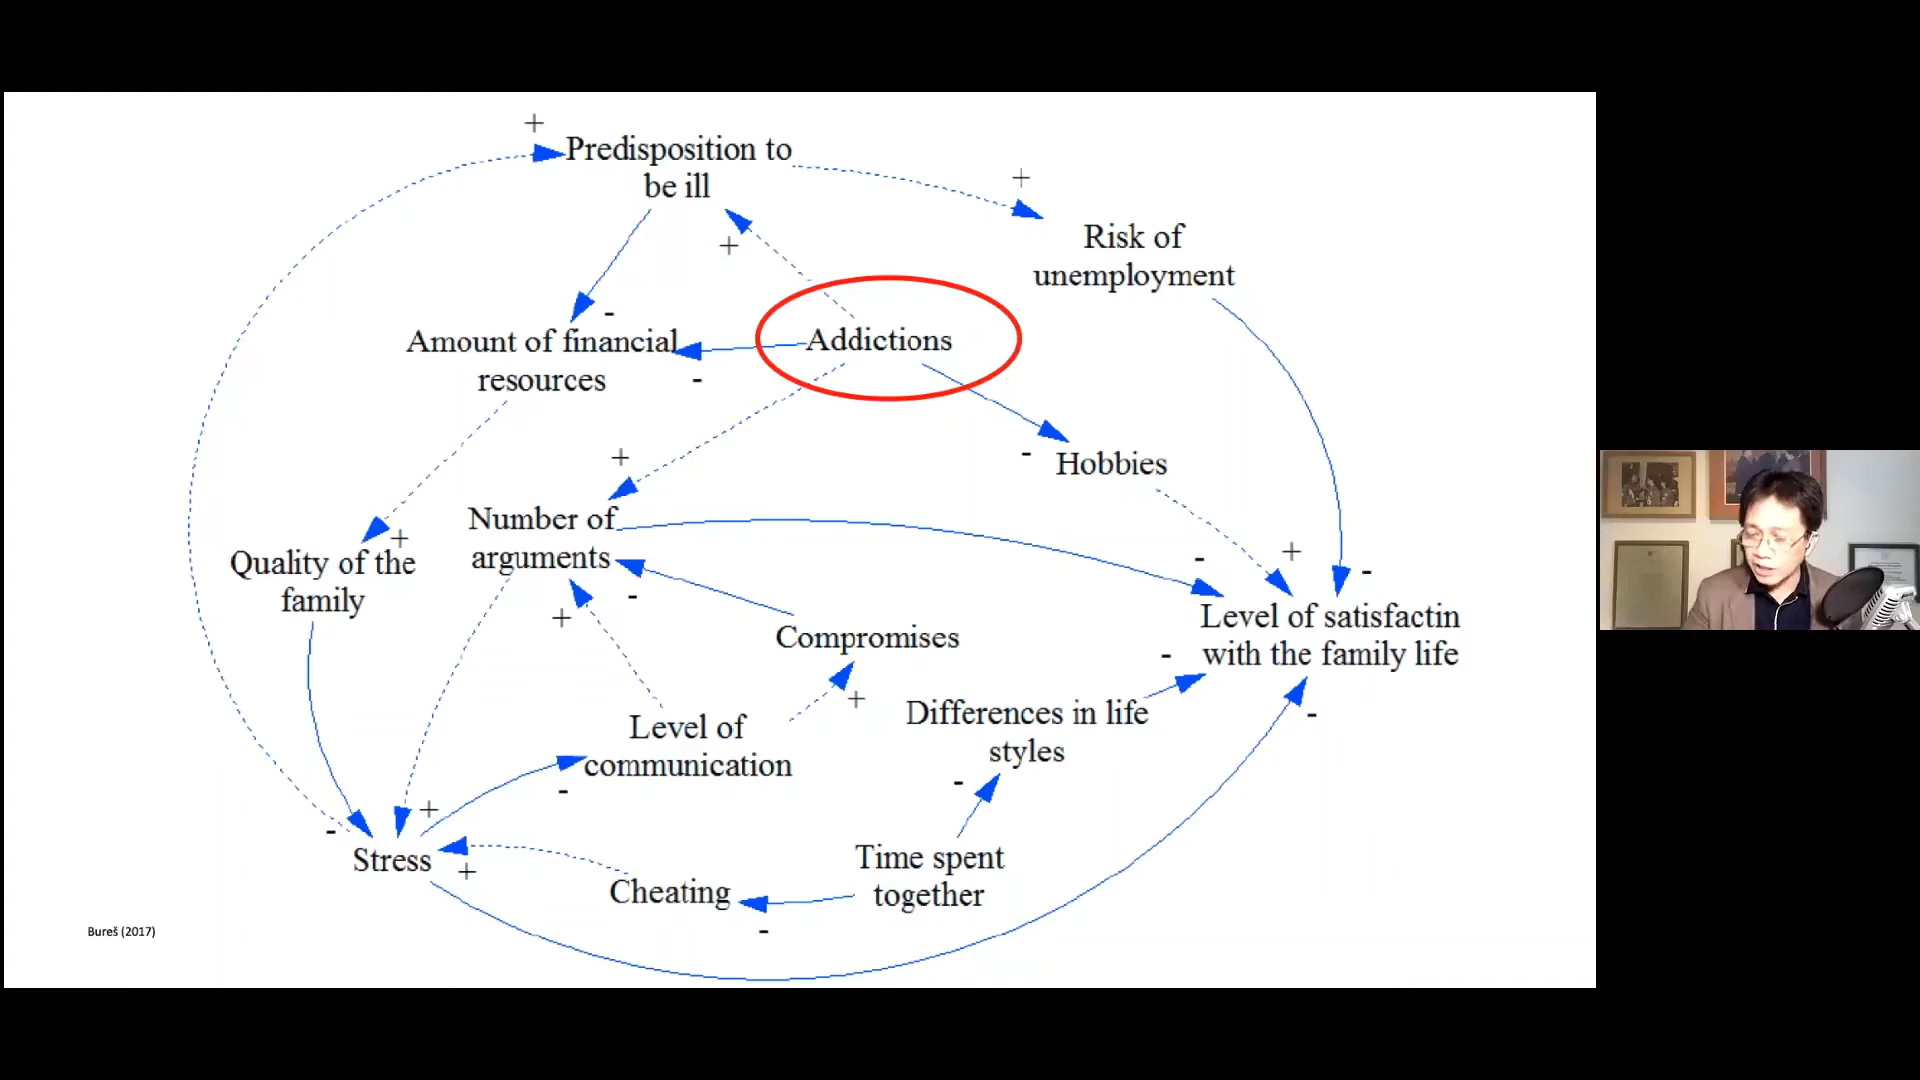 +
Predisposition to
be ill
+
+
Risk of
unemployment
-
Amount of financial
resources
-
Addictions
+
-
Hobbies
Number of
arguments
+
Quality of the
family
-
+
-
-
+
Compromises
Level of satisfactin
with the family life
-
+
Differences in life
styles
-
Level of
communication
-
-
+
-
Stress
+
Time spent
together
Cheating
-
Bureš (2017)